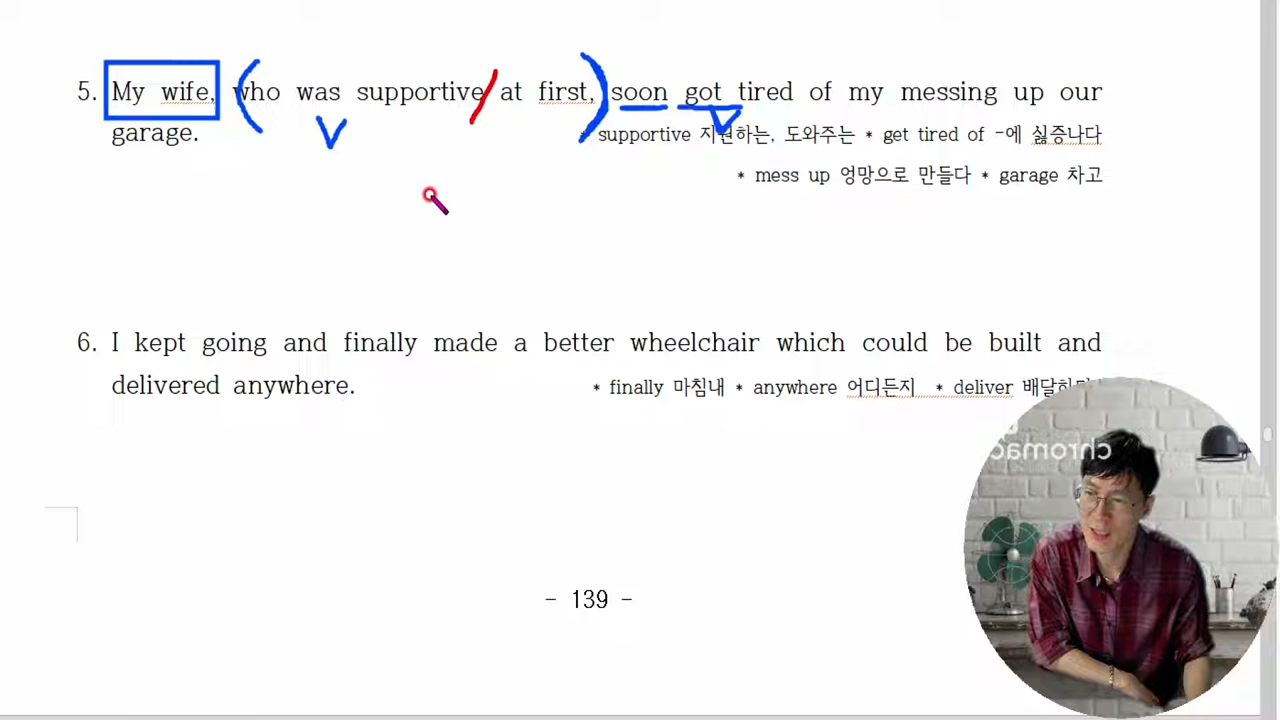 5. My wife, who was supportive at first, soon got tired of my messing up our
garage.
* supportive 지원하는, 도와주는 * get tired of -에 싫증나다
* mess up 엉망으로 만들다 * garage 차고
6. I kept going and finally made a better wheelchair which could be built and
delivered anywhere.
* finally 마침내 * anywhere 어디든지 * deliver
- 139 -